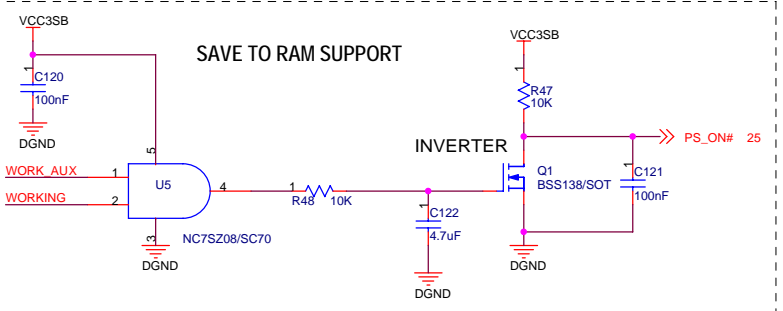 VCC3SB
SAVE TO RAM SUPPORT
VCC3SB
1
C120
100nF
DGND
1
R47
10K
PS_ON# 25
INVERTER
5
WORK_AUX
1
U5
4
1
R48
10K
Q1
BSS138/SOT
1
C121
100nF
WORKING
2
3
NC7SZ08/SC70
1
C122
4.7uF
DGND
DGND
DGND